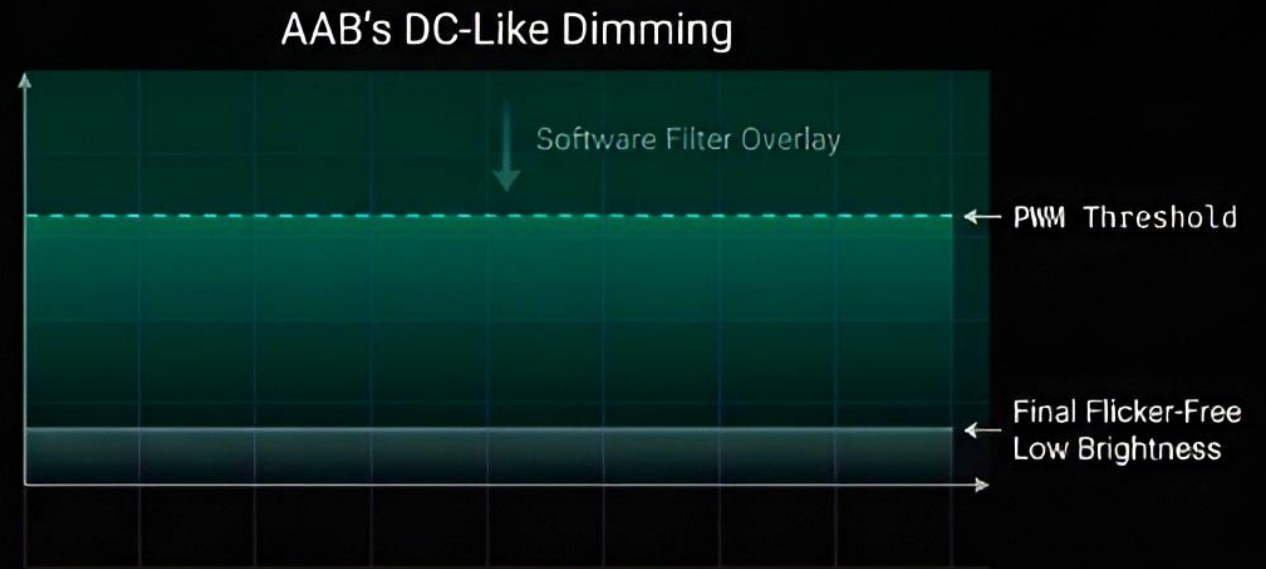 AAB's DC-Like Dimming
Software Filter Overlay
PWM Threshold
Final Flicker-Free
Low Brightness